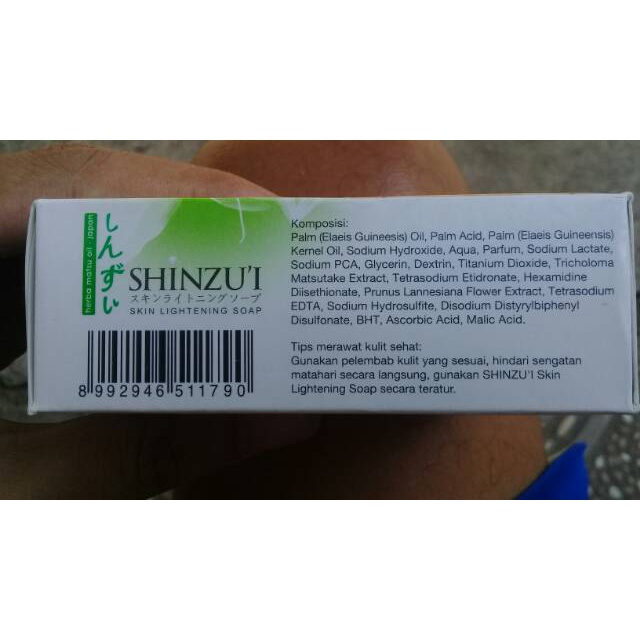 herba matsu oil - japan
しんずい
SHINZU'I
スキンライトニングソープ
SKIN LIGHTENING SOAP
8 992946 511790
Komposisi:
Palm (Elaeis Guineesis) Oil, Palm Acid, Palm (Elaeis Guineensis)
Kernel Oil, Sodium Hydroxide, Aqua, Parfum, Sodium Lactate,
Sodium PCA, Glycerin, Dextrin, Titanium Dioxide, Tricholoma
Matsutake Extract, Tetrasodium Etidronate, Hexamidine
Diisethionate, Prunus Lannesiana Flower Extract, Tetrasodium
EDTA, Sodium Hydrosulfite, Disodium Distyrylbiphenyl
Disulfonate, BHT, Ascorbic Acid, Malic Acid.
Tips merawat kulit sehat:
Gunakan pelembab kulit yang sesuai, hindari sengatan
matahari secara langsung, gunakan SHINZU'I Skin
Lightening Soap secara teratur.